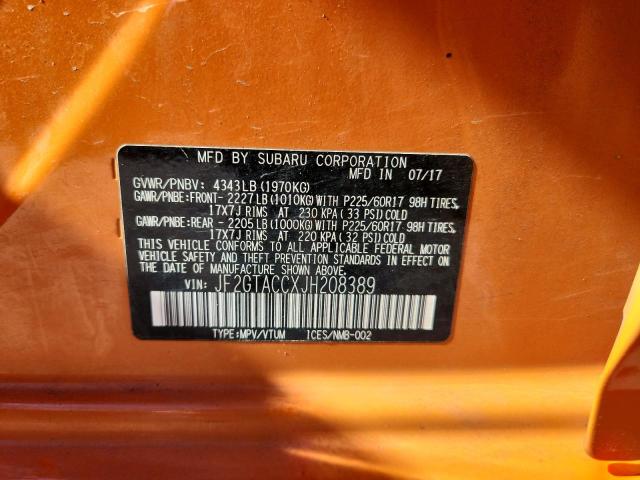 MFD BY SUBARU CORPORATION
MFD IN 07/17
GVWR/PNBV: 4343LB (1970KG)
GAWR/PNBE:FRONT- 2227LB (1010KG) WITH P225/60R17 98H TIRES,
17X7J RIMS AT 230 KPA (33 PSI) COLD
GAWR/PNBE:REAR - 2205LB (1000KG) WITH P225/60R17 98H TIRES,
17X7J RIMS AT 220 KPA (32 PSI) COLD
THIS VEHICLE CONFORMS TO ALL APPLICABLE FEDERAL MOTOR
VEHICLE SAFETY, AND THEFT PREVENTION STANDARDS IN
EFFECT ON THE DATE OF MANUFACTURE SHOWN ABOVE.
VIN: JF2GTACCXJH208389
TYPE:MPV/VTUM ICES/NMB-002